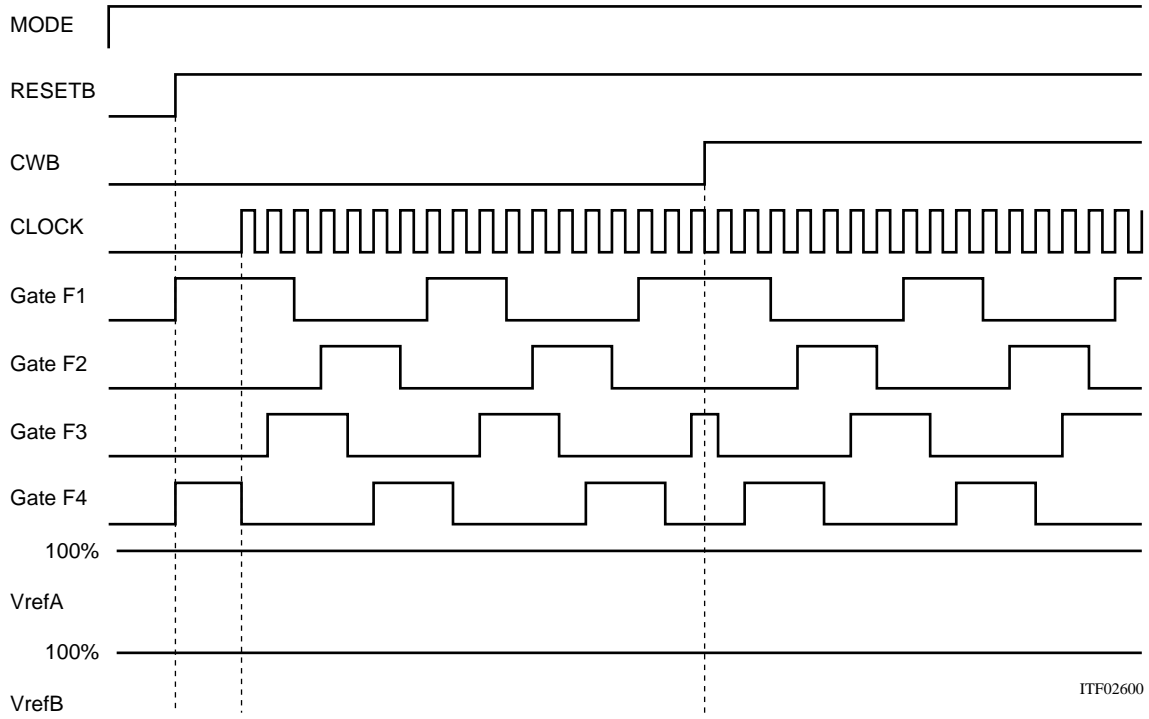 MODE
RESETB
CWB
CLOCK
Gate F1
Gate F2
Gate F3
Gate F4
100%
VrefA
100%
VrefB
ITF02600